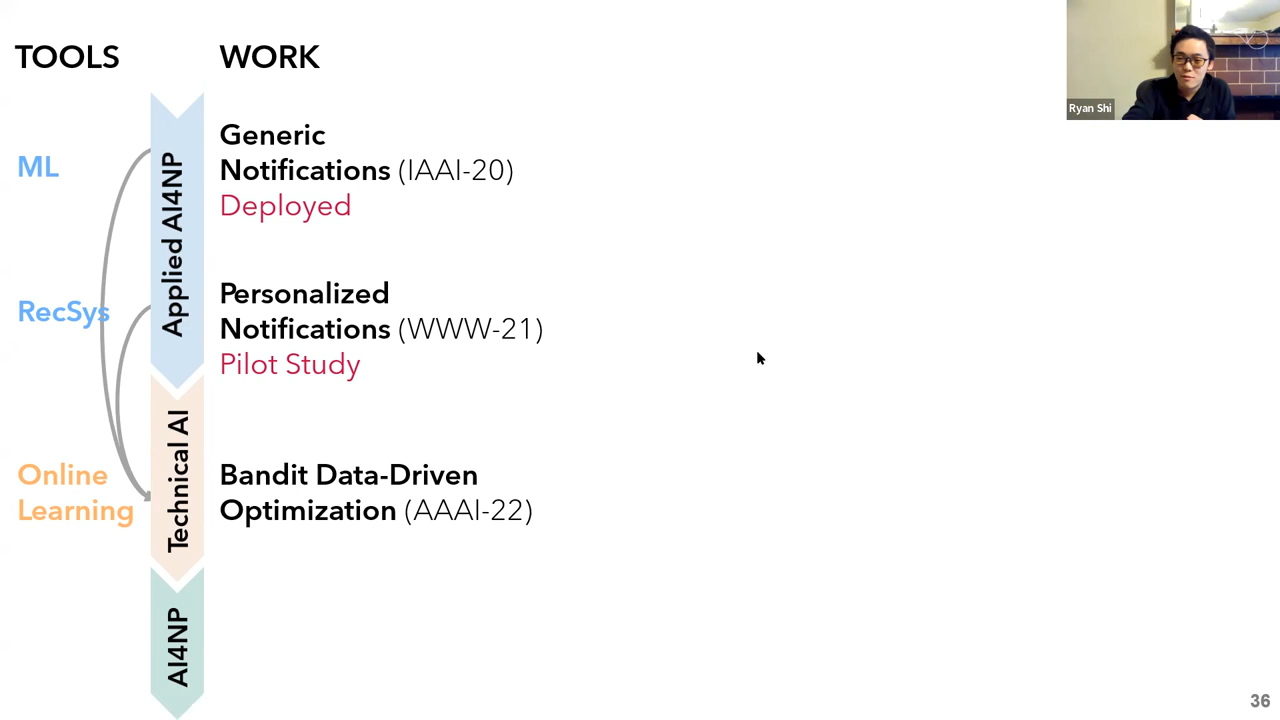 TOOLS
WORK
Ryan Shi
ML
Applied AI4NP
Generic
Notifications (IAAI-20)
Deployed
RecSys
Personalized
Notifications (WWW-21)
Pilot Study
Online
Learning
Technical AI
Bandit Data-Driven
Optimization (AAAI-22)
AI4NP
36